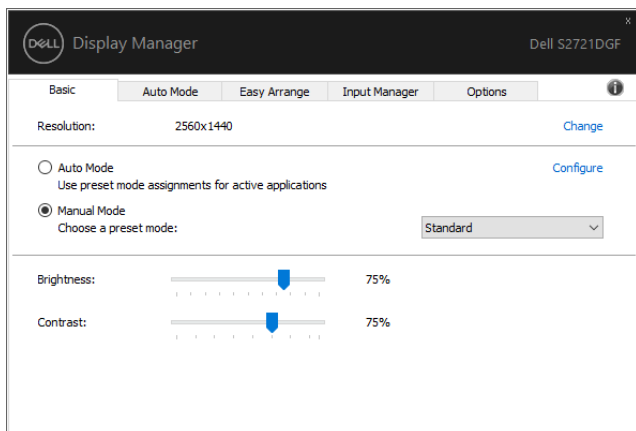 x
DELL Display Manager Dell S2721DGF
Basic Auto Mode Easy Arrange Input Manager Options i
Resolution: 2560x1440 Change
Auto Mode Configure
Use preset mode assignments for active applications
Manual Mode
Choose a preset mode: Standard
Brightness: 75%
Contrast: 75%